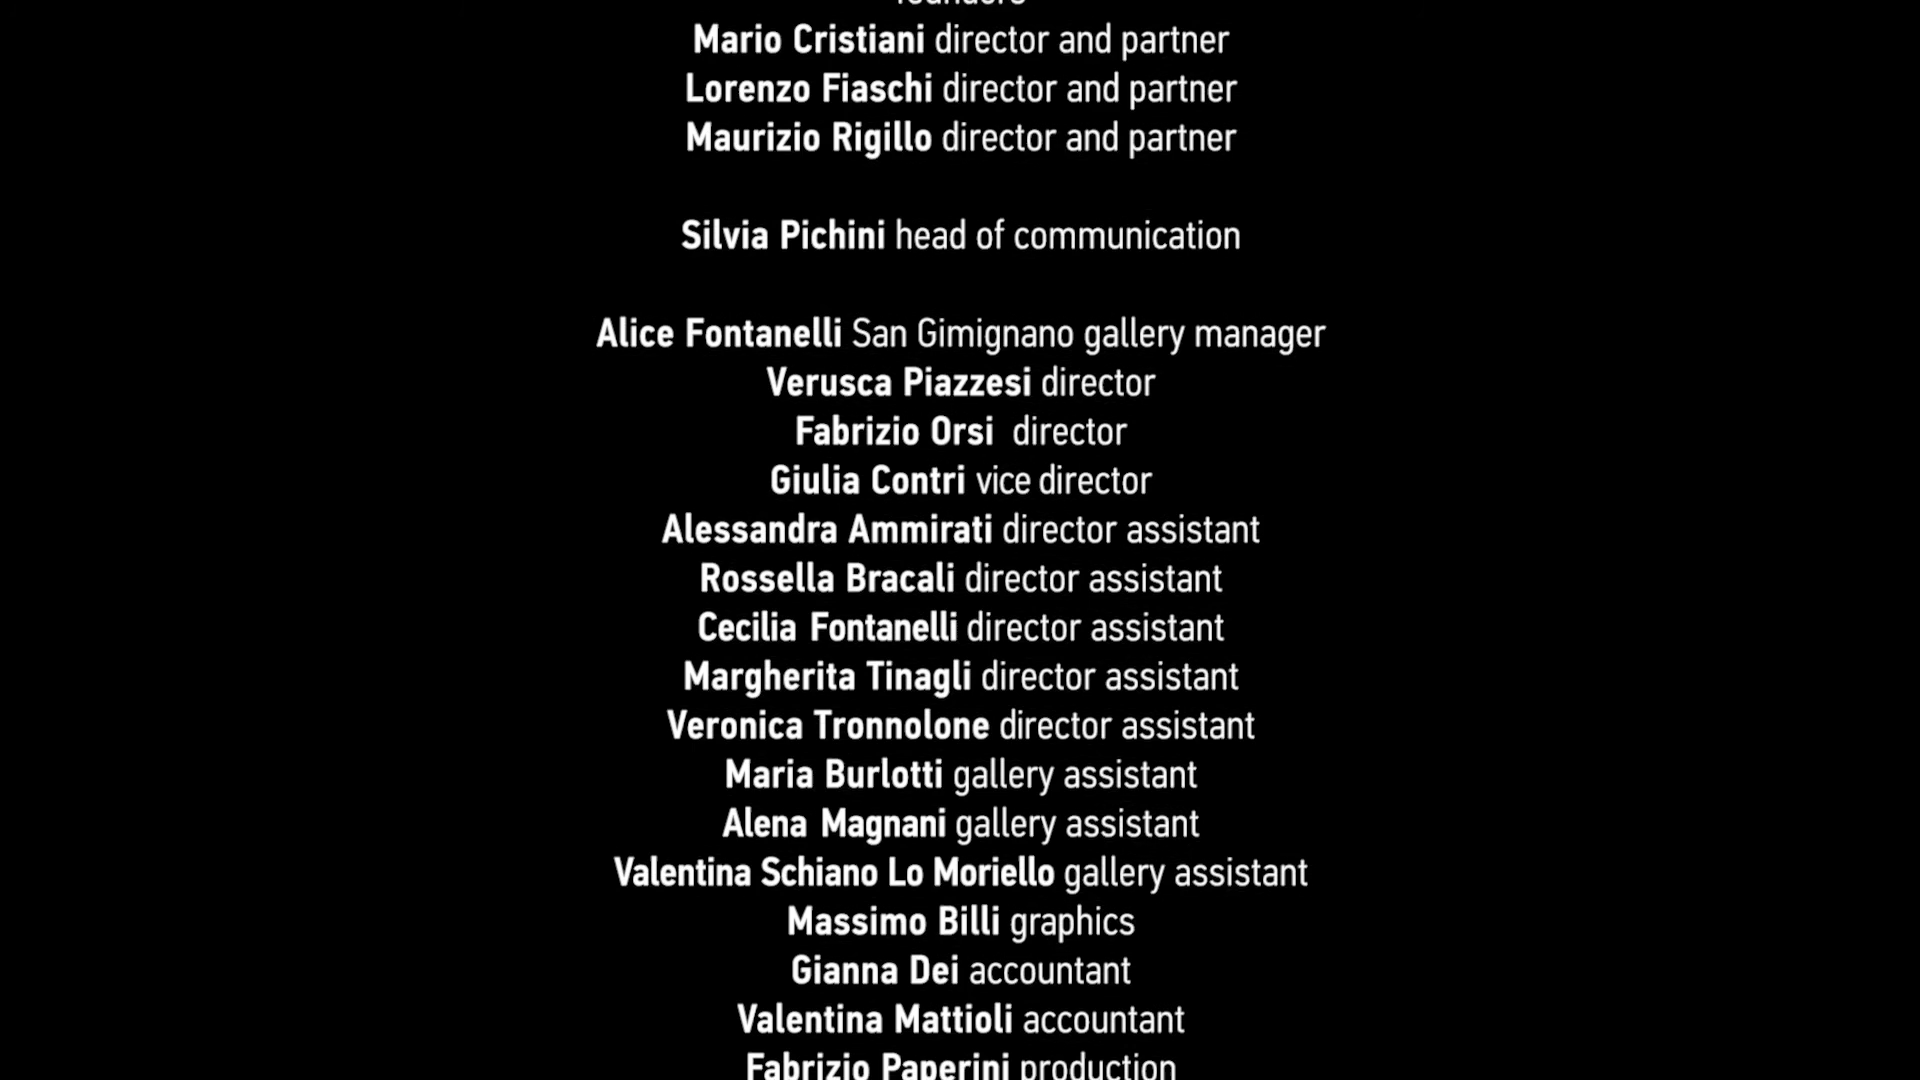 founders
Mario Cristiani director and partner
Lorenzo Fiaschi director and partner
Maurizio Rigillo director and partner
Silvia Pichini head of communication
Alice Fontanelli San Gimignano gallery manager
Verusca Piazzesi director
Fabrizio Orsi director
Giulia Contri vice director
Alessandra Ammirati director assistant
Rossella Bracali director assistant
Cecilia Fontanelli director assistant
Margherita Tinagli director assistant
Veronica Tronnolone director assistant
Maria Burlotti gallery assistant
Alena Magnani gallery assistant
Valentina Schiano Lo Moriello gallery assistant
Massimo Billi graphics
Gianna Dei accountant
Valentina Mattioli accountant
Fabrizio Paperini production